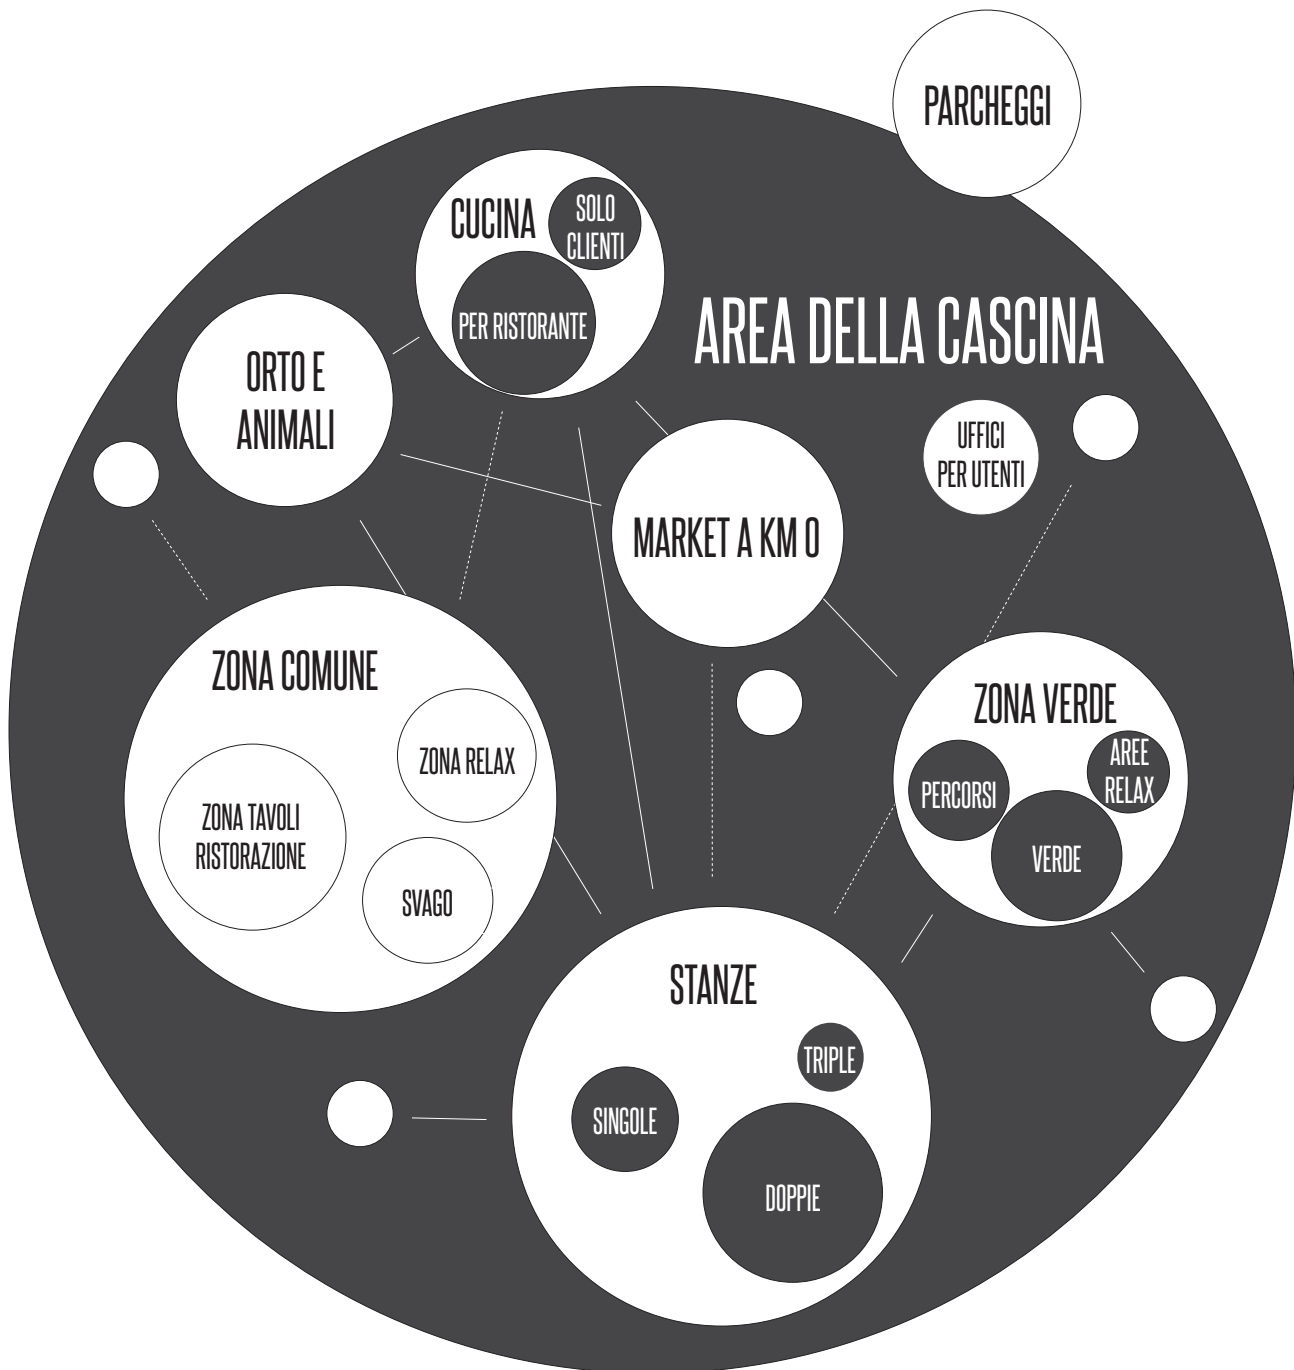 PARCHEGGI
CUCINA
SOLO
CLIENTI
PER RISTORANTE
AREA DELLA CASCINA
ORTO E
ANIMALI
UFFICI
PER UTENTI
MARKET A KM 0
ZONA COMUNE
ZONA RELAX
ZONA TAVOLI
RISTORAZIONE
SVAGO
ZONA VERDE
PERCORSI
AREE
RELAX
VERDE
STANZE
TRIPLE
SINGOLE
DOPPIE